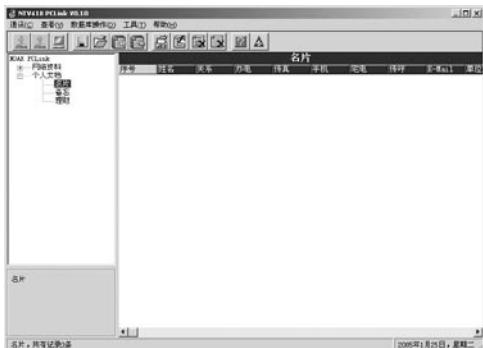 NTV418 PCLink V0.10
通讯(C) 查看(V) 数据库操作(D) 工具(T) 帮助(H)
PCLink
网络资料
个人文档
名片
备忘
理财
名片
序号 姓名 关系 办电 传真 手机 宅电 传呼 E-Mail 单位
名片
名片，共有记录0条
2005年1月25日，星期二